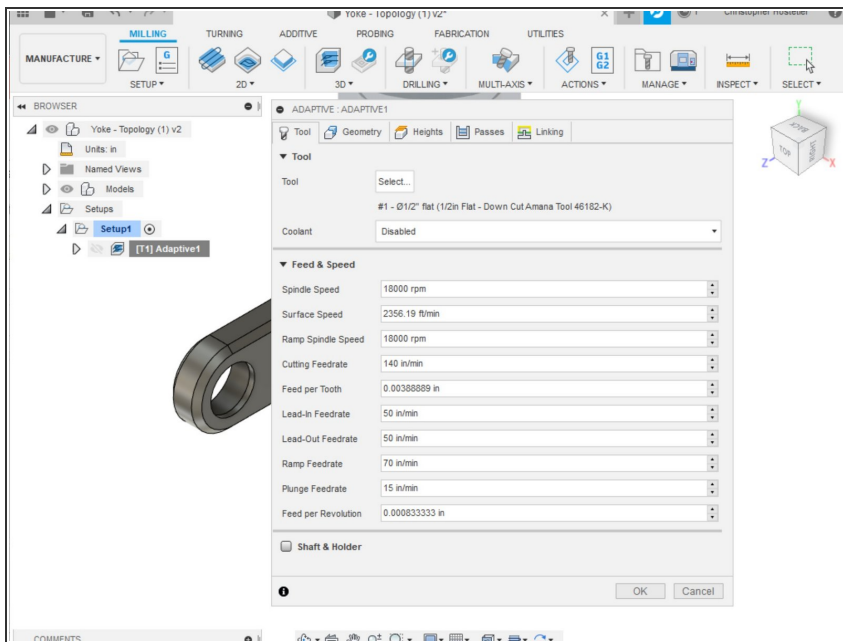 Yoke - Topology (1) v2*
MILLING TURNING ADDITIVE PROBING FABRICATION UTILITIES
MANUFACTURE
G G1 G2
SETUP 2D 3D DRILLING MULTI-AXIS ACTIONS MANAGE INSPECT SELECT
BROWSER
Yoke - Topology (1) v2
Units: in
Named Views
Models
Setups
Setup1
[T1] Adaptive1
ADAPTIVE : ADAPTIVE1
Tool Geometry Heights Passes Linking
Tool
Tool Select...
#1 - Ø1/2" flat (1/2in Flat - Down Cut Amana Tool 46182-K)
Coolant Disabled
Feed & Speed
Spindle Speed 18000 rpm
Surface Speed 2356.19 ft/min
Ramp Spindle Speed 18000 rpm
Cutting Feedrate 140 in/min
Feed per Tooth 0.00388889 in
Lead-In Feedrate 50 in/min
Lead-Out Feedrate 50 in/min
Ramp Feedrate 70 in/min
Plunge Feedrate 15 in/min
Feed per Revolution 0.000833333 in
Shaft & Holder
OK Cancel
Y
BACK
TOP
Z X
COMMENTS